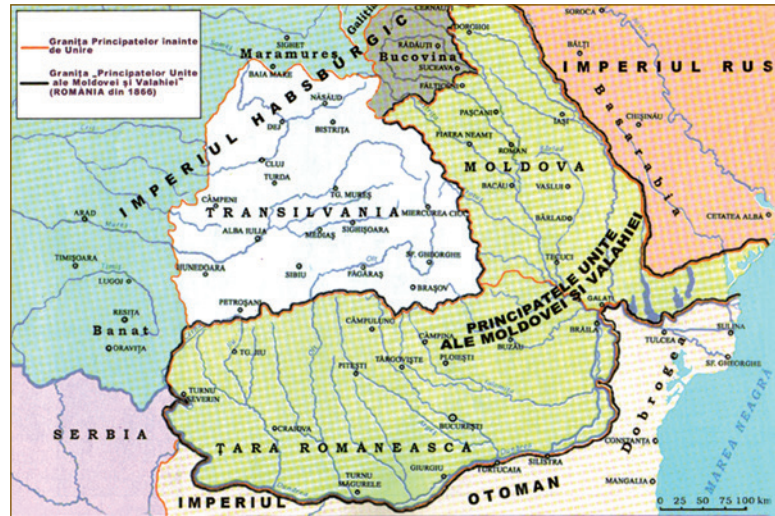 Granița Principatelor înainte
de Unire
Granița „Principatelor Unite
ale Moldovei și Valahiei”
(ROMÂNIA din 1866)
Galiția
CERNĂUȚI
DOROHOI
SOROCA
SIGHET
Maramureș
RĂDĂUȚI
Bucovina
SUCEAVA
BĂLȚI
IMPERIUL RUS
BAIA MARE
FĂLTICENI
IMPERIUL HABSBURGIC
NĂSĂUD
DEJ
BISTRIȚA
PAȘCANI
IAȘI
Basarabia
CHIȘINĂU
PIATRA NEAMȚ
ROMAN
CLUJ
TURDA
MOLDOVA
BACĂU
VASLUI
TG. MUREȘ
CÂMPENI
TRANSILVANIA
MIERCUREA CIUC
ARAD
Mureș
BÂRLAD
CETATEA ALBĂ
ALBA IULIA
MEDIAȘ
SIGHIȘOARA
TIMIȘOARA
Timiș
HUNEDOARA
SIBIU
FĂGĂRAȘ
Olt
SF. GHEORGHE
TECUCI
LUGOJ
BRAȘOV
PRINCIPATELE UNITE
ALE MOLDOVEI ȘI VALAHIEI
GALAȚI
REȘIȚA
Banat
ORAVIȚA
PETROȘANI
CÂMPULUNG
CÂMPINA
BRĂILA
TULCEA
SULINA
TG. JIU
TÂRGOVIȘTE
PLOIEȘTI
BUZĂU
SF. GHEORGHE
PITEȘTI
Dobrogea
TURNU
SEVERIN
SERBIA
CRAIOVA
BUCUREȘTI
ȚARA ROMÂNEASCĂ
CONSTANȚA
MAREA NEAGRĂ
GIURGIU
TURTUCAIA
SILISTRA
TURNU
MĂGURELE
MANGALIA
IMPERIUL OTOMAN
0 25 50 75 100 km